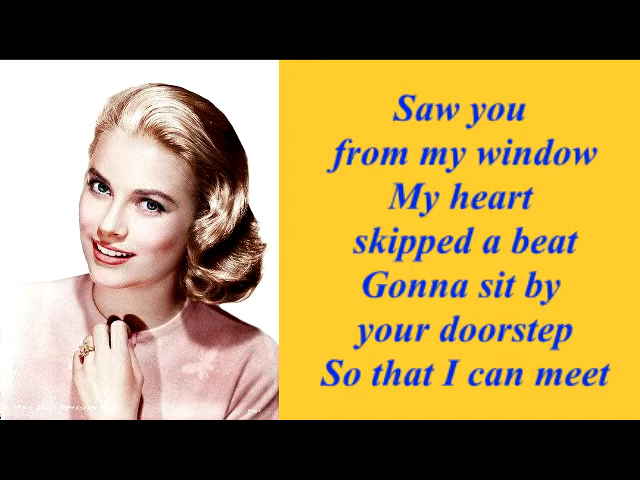 Saw you
from my window
My heart
skipped a beat
Gonna sit by
your doorstep
So that I can meet